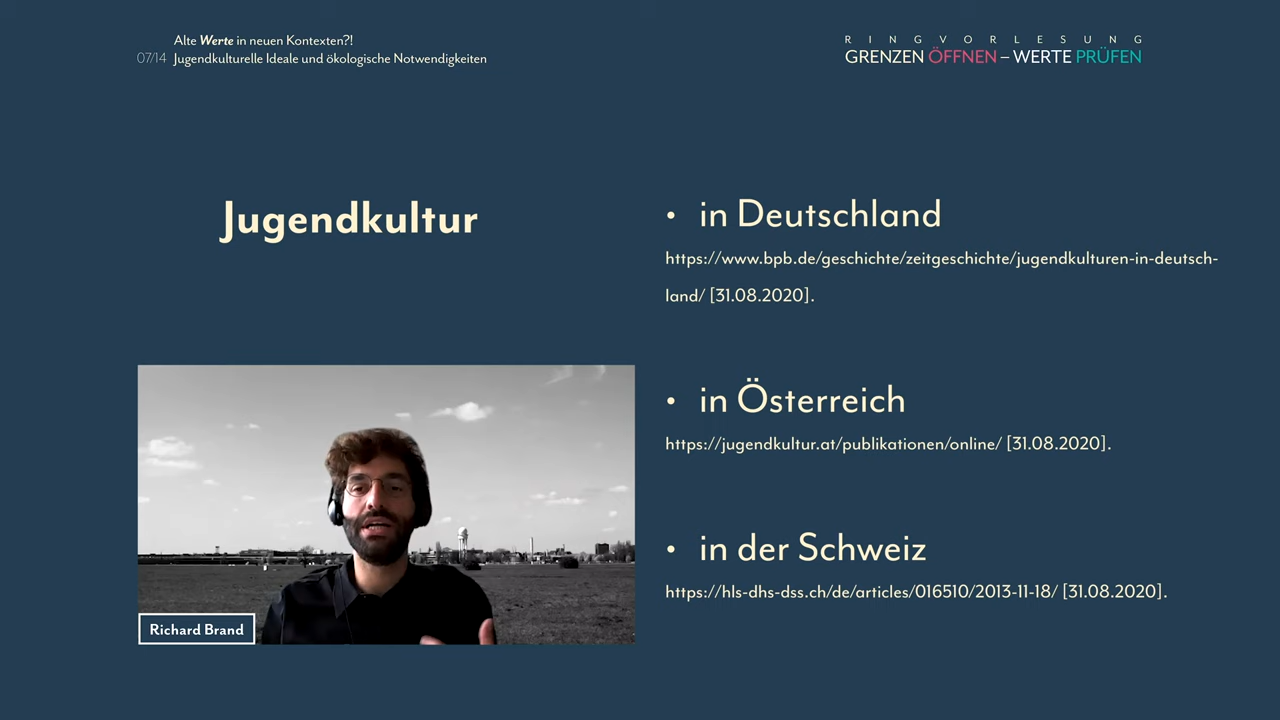 Alte Werte in neuen Kontexten?!
07/14 Jugendkulturelle Ideale und ökologische Notwendigkeiten
RINGVORLESUNG
GRENZEN ÖFFNEN – WERTE PRÜFEN
Jugendkultur
• in Deutschland
https://www.bpb.de/geschichte/zeitgeschichte/jugendkulturen-in-deutsch-
land/ [31.08.2020].
• in Österreich
https://jugendkultur.at/publikationen/online/ [31.08.2020].
• in der Schweiz
https://hls-dhs-dss.ch/de/articles/016510/2013-11-18/ [31.08.2020].
Richard Brand